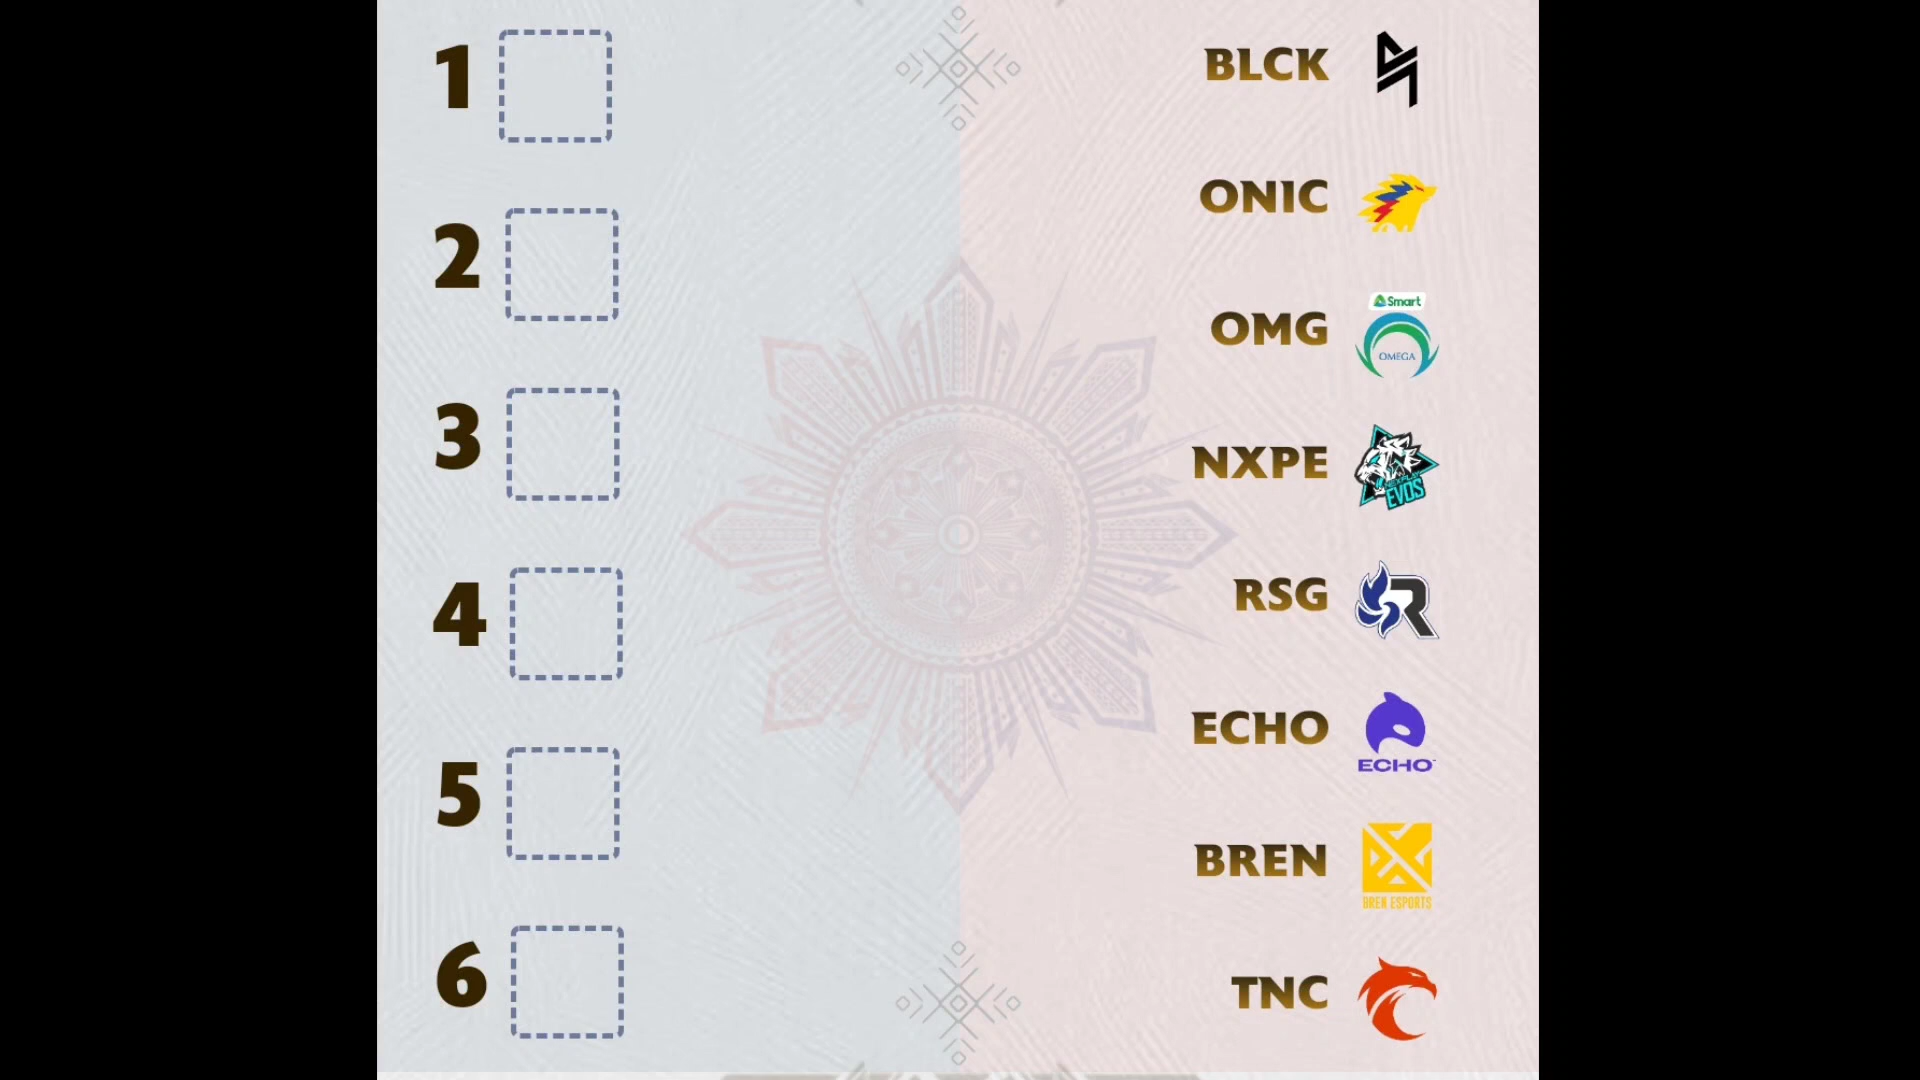 1
2
3
4
5
6
BLCK
ONIC
OMG
Smart
OMEGA
NXPE
NEXPLAY
EVOS
RSG
R
ECHO
ECHO
BREN
BREN ESPORTS
TNC